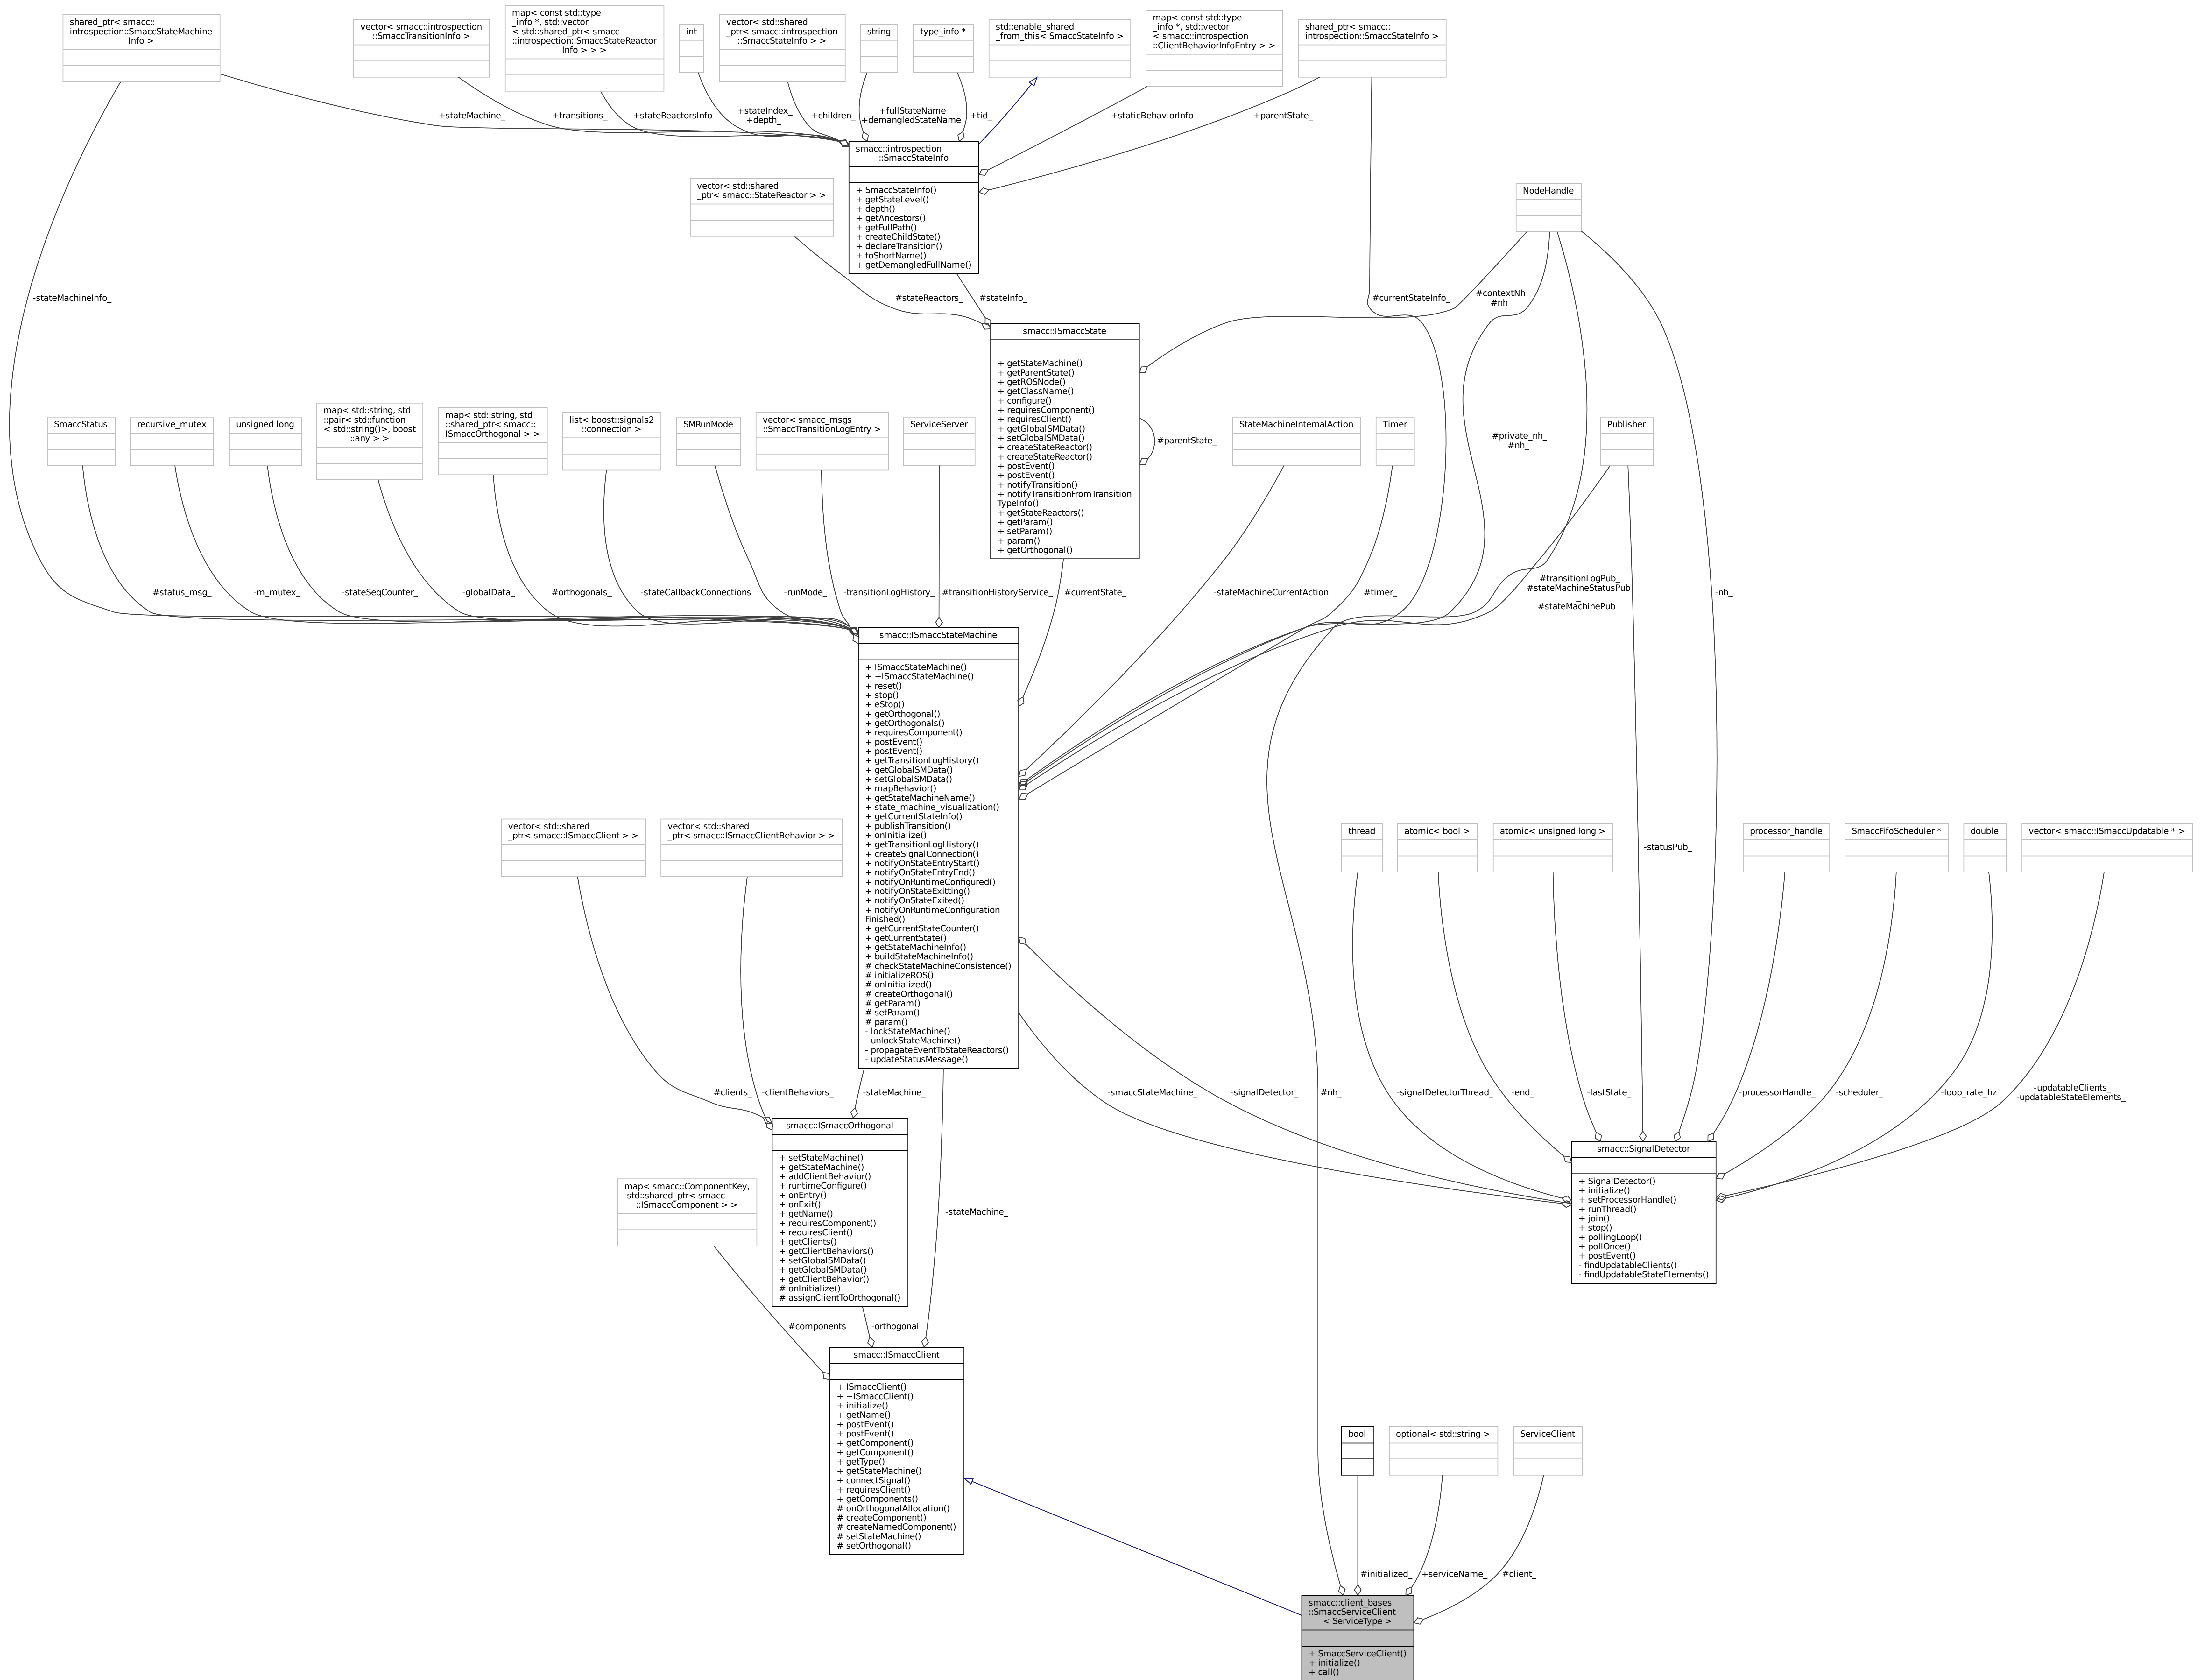 shared_ptr< smacc::
introspection::SmaccStateMachine
Info >
vector< smacc::introspection
::SmaccTransitionInfo >
map< const std::type
_info *, std::vector
< std::shared_ptr< smacc
::introspection::SmaccStateReactor
Info > > >
int
vector< std::shared
_ptr< smacc::introspection
::SmaccStateInfo > >
string
type_info *
std::enable_shared
_from_this< SmaccStateInfo >
map< const std::type
_info *, std::vector
< smacc::introspection
::ClientBehaviorInfoEntry > >
shared_ptr< smacc::
introspection::SmaccStateInfo >
+stateMachine_
+transitions_
+stateReactorsInfo
+stateIndex_
+depth_
+children_
+fullStateName
+demangledStateName
+tid_
+staticBehaviorInfo
+parentState_
smacc::introspection
::SmaccStateInfo
+ SmaccStateInfo()
+ getStateLevel()
+ depth()
+ getAncestors()
+ getFullPath()
+ createChildState()
+ declareTransition()
+ toShortName()
+ getDemangledFullName()
vector< std::shared
_ptr< smacc::StateReactor > >
NodeHandle
-stateMachineInfo_
#stateReactors_
#stateInfo_
#currentStateInfo_
#contextNh
#nh
smacc::ISmaccState
+ getStateMachine()
+ getParentState()
+ getROSNode()
+ getClassName()
+ configure()
+ requiresComponent()
+ requiresClient()
+ getGlobalSMData()
+ setGlobalSMData()
+ createStateReactor()
+ createStateReactor()
+ postEvent()
+ postEvent()
+ notifyTransition()
+ notifyTransitionFromTransition
TypeInfo()
+ getStateReactors()
+ getParam()
+ setParam()
+ param()
+ getOrthogonal()
#parentState_
SmaccStatus
recursive_mutex
unsigned long
map< std::string, std
::pair< std::function
< std::string()>, boost
::any > >
map< std::string, std
::shared_ptr< smacc::
ISmaccOrthogonal > >
list< boost::signals2
::connection >
SMRunMode
vector< smacc_msgs
::SmaccTransitionLogEntry >
ServiceServer
StateMachineInternalAction
Timer
#private_nh_
#nh_
Publisher
#status_msg_
-m_mutex_
-stateSeqCounter_
-globalData_
#orthogonals_
-stateCallbackConnections
-runMode_
-transitionLogHistory_
#transitionHistoryService_
#currentState_
-stateMachineCurrentAction
#timer_
#transitionLogPub_
#stateMachineStatusPub
_
#stateMachinePub_
-nh_
smacc::ISmaccStateMachine
+ ISmaccStateMachine()
+ ~ISmaccStateMachine()
+ reset()
+ stop()
+ eStop()
+ getOrthogonal()
+ getOrthogonals()
+ requiresComponent()
+ postEvent()
+ postEvent()
+ getTransitionLogHistory()
+ getGlobalSMData()
+ setGlobalSMData()
+ mapBehavior()
+ getStateMachineName()
+ state_machine_visualization()
+ getCurrentStateInfo()
+ publishTransition()
+ onInitialize()
+ getTransitionLogHistory()
+ createSignalConnection()
+ notifyOnStateEntryStart()
+ notifyOnStateEntryEnd()
+ notifyOnRuntimeConfigured()
+ notifyOnStateExitting()
+ notifyOnStateExited()
+ notifyOnRuntimeConfiguration
Finished()
+ getCurrentStateCounter()
+ getCurrentState()
+ getStateMachineInfo()
+ buildStateMachineInfo()
# checkStateMachineConsistence()
# initializeROS()
# onInitialized()
# createOrthogonal()
# getParam()
# setParam()
# param()
- lockStateMachine()
- unlockStateMachine()
- propagateEventToStateReactors()
- updateStatusMessage()
vector< std::shared
_ptr< smacc::ISmaccClient > >
vector< std::shared
_ptr< smacc::ISmaccClientBehavior > >
thread
atomic< bool >
atomic< unsigned long >
-statusPub_
processor_handle
SmaccFifoScheduler *
double
vector< smacc::ISmaccUpdatable * >
#clients_
-clientBehaviors_
-stateMachine_
-smaccStateMachine_
-signalDetector_
#nh_
-signalDetectorThread_
-end_
-lastState_
-processorHandle_
-scheduler_
-loop_rate_hz
-updatableClients_
-updatableStateElements_
smacc::ISmaccOrthogonal
+ setStateMachine()
+ getStateMachine()
+ addClientBehavior()
+ runtimeConfigure()
+ onEntry()
+ onExit()
+ getName()
+ requiresComponent()
+ requiresClient()
+ getClients()
+ getClientBehaviors()
+ setGlobalSMData()
+ getGlobalSMData()
+ getClientBehavior()
# onInitialize()
# assignClientToOrthogonal()
smacc::SignalDetector
+ SignalDetector()
+ initialize()
+ setProcessorHandle()
+ runThread()
+ join()
+ stop()
+ pollingLoop()
+ pollOnce()
+ postEvent()
- findUpdatableClients()
- findUpdatableStateElements()
map< smacc::ComponentKey,
std::shared_ptr< smacc
::ISmaccComponent > >
-stateMachine_
#components_
-orthogonal_
smacc::ISmaccClient
+ ISmaccClient()
+ ~ISmaccClient()
+ initialize()
+ getName()
+ postEvent()
+ postEvent()
+ getComponent()
+ getComponent()
+ getType()
+ getStateMachine()
+ connectSignal()
+ requiresClient()
+ getComponents()
# onOrthogonalAllocation()
# createComponent()
# createNamedComponent()
# setStateMachine()
# setOrthogonal()
bool
optional< std::string >
ServiceClient
#initialized_
+serviceName_
#client_
smacc::client_bases
::SmaccServiceClient
< ServiceType >
+ SmaccServiceClient()
+ initialize()
+ call()